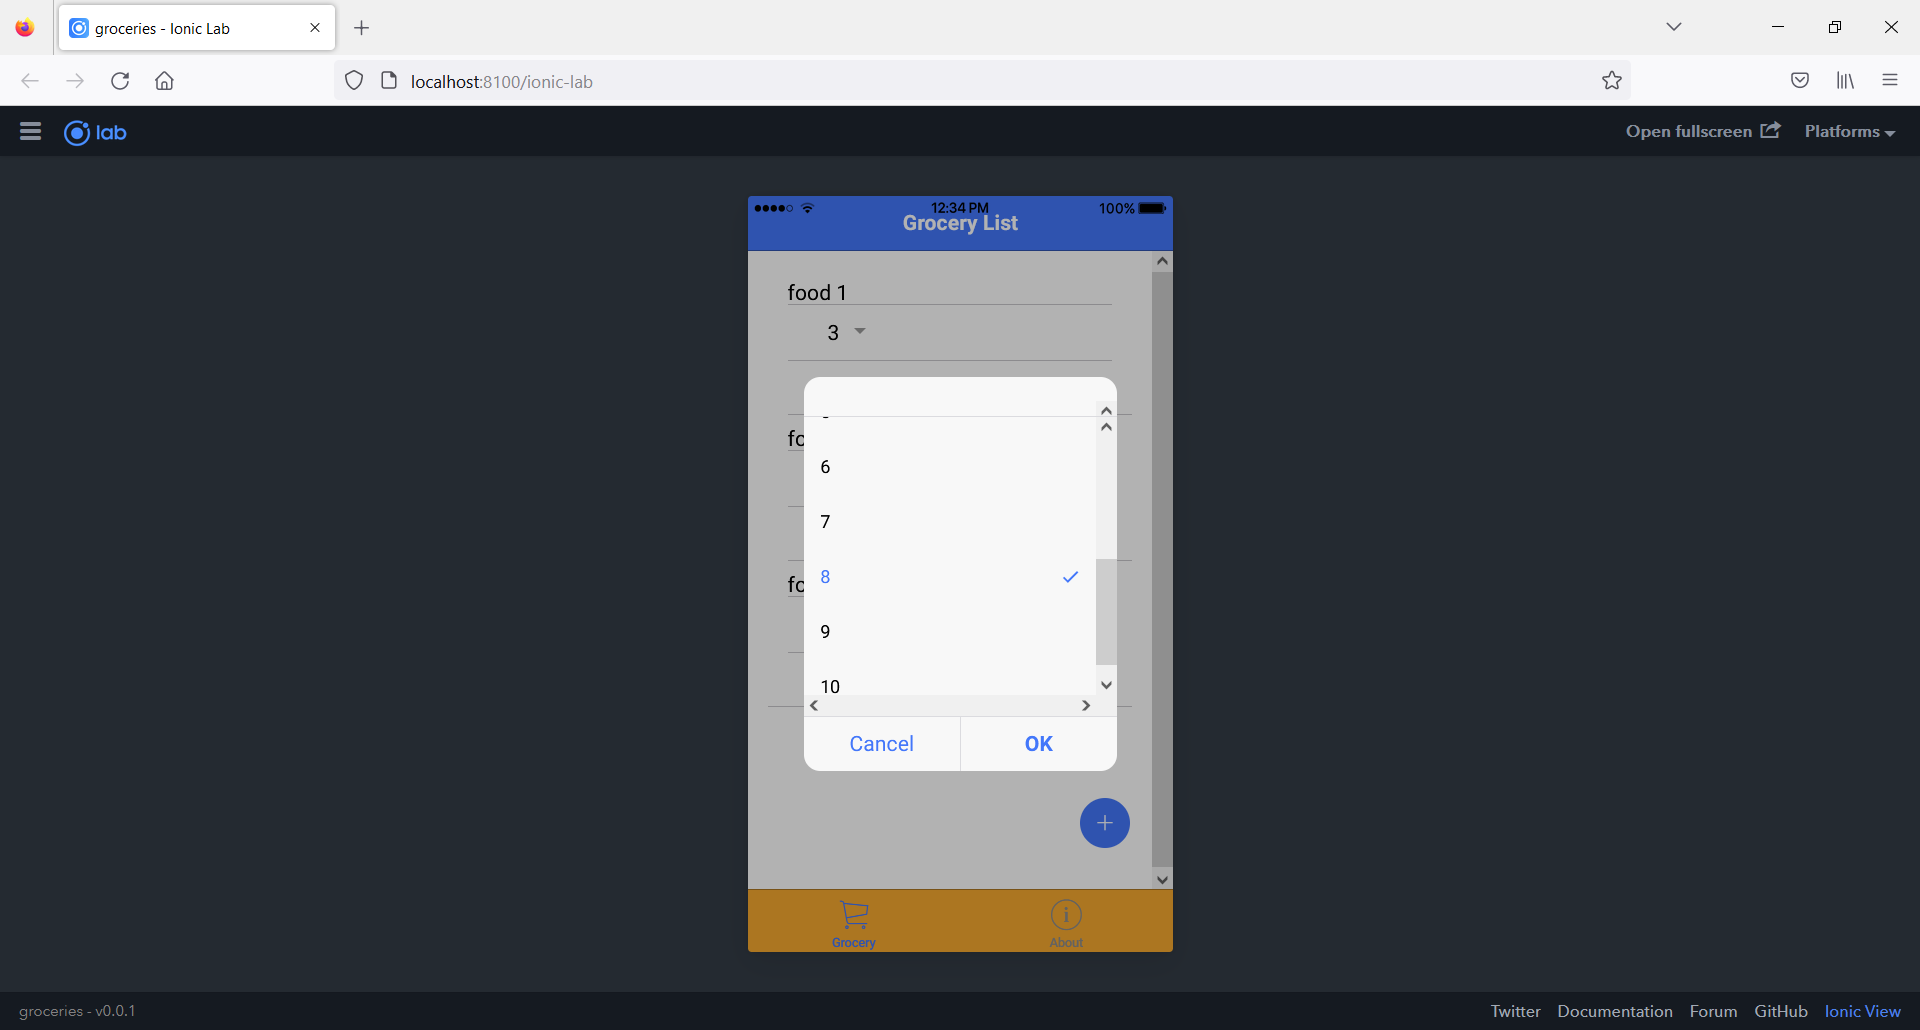 groceries - Ionic Lab
localhost:8100/ionic-lab
lab
Open fullscreen
Platforms
12:34 PM
100%
Grocery List
food 1
3
6
7
8
9
10
Cancel
OK
Grocery
About
groceries - v0.0.1
Twitter Documentation Forum GitHub Ionic View